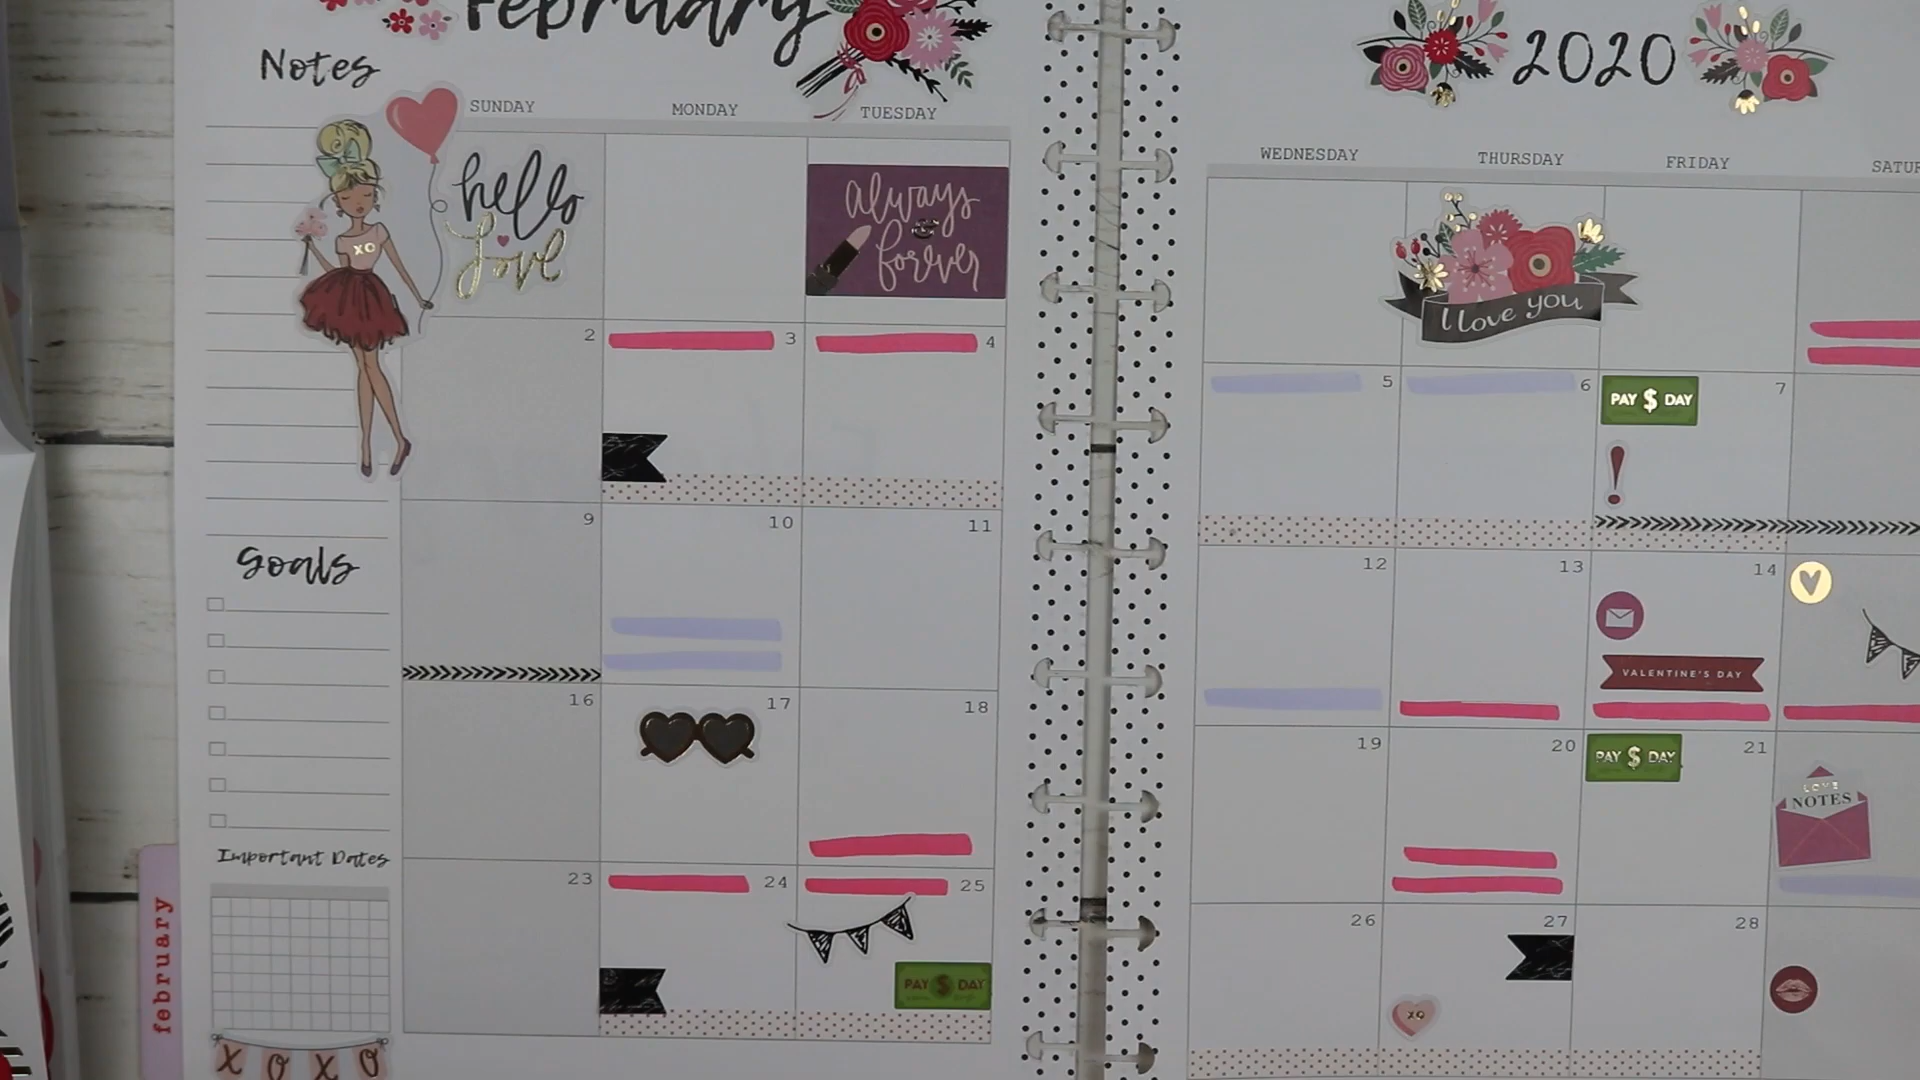 February
Notes
SUNDAY MONDAY TUESDAY
XO
hello
love
always
&
forever
2 3 4
9 10 11
16 17 18
23 24 25
PAY $ DAY
Goals
Important Dates
february
X O X O
2020
WEDNESDAY THURSDAY FRIDAY
I love you
5 6 7
PAY $ DAY
!
12 13 14
VALENTINE'S DAY
19 20 21
PAY $ DAY
LOVE
NOTES
26 27 28
XO